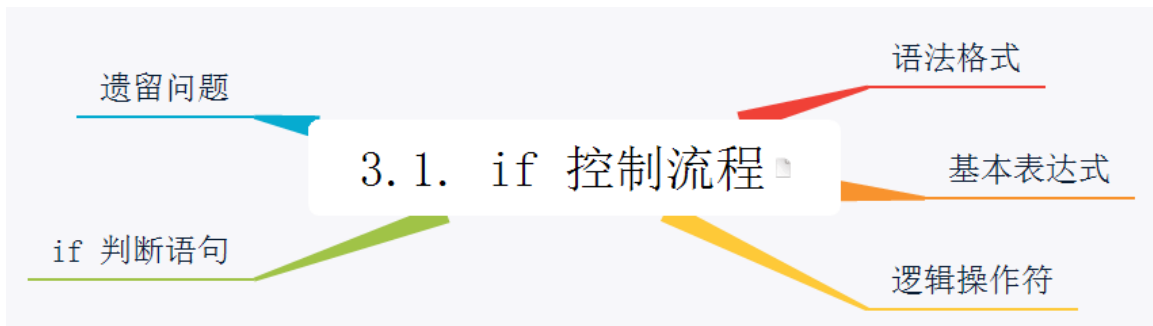 语法格式
遗留问题
3.1. if 控制流程
基本表达式
if 判断语句
逻辑操作符